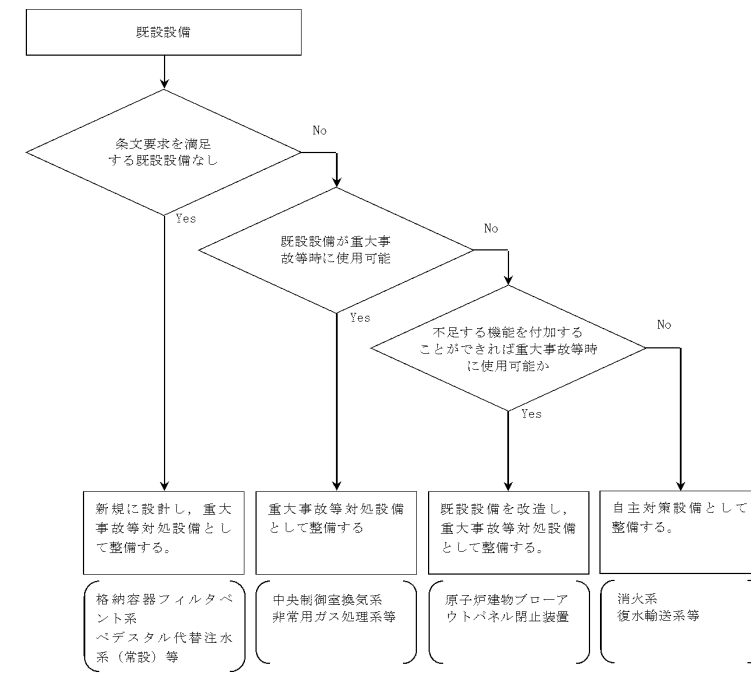 既設設備
条文要求を満足
する既設設備なし
No
Yes
既設設備が重大事
故等時に使用可能
No
Yes
不足する機能を付加する
ことができれば重大事故等時
に使用可能か
No
Yes
新規に設計し，重大
事故等対処設備とし
て整備する。
重大事故等対処設備
として整備する
既設設備を改造し，
重大事故等対処設備
として整備する。
自主対策設備として
整備する。
格納容器フィルタベ
ント系
ペデスタル代替注水
系（常設）等
中央制御室換気系
非常用ガス処理系等
原子炉建物ブローア
ウトパネル閉止装置
消火系
復水輸送系等